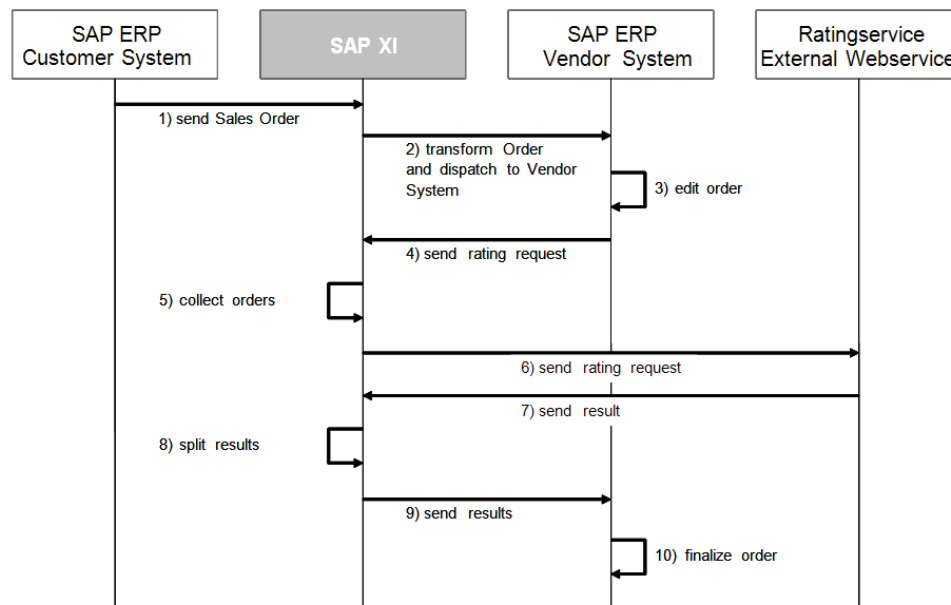 SAP ERP
Customer System
SAP XI
SAP ERP
Vendor System
Ratingservice
External Webservice
1) send Sales Order
2) transform Order
and dispatch to Vendor
System
3) edit order
4) send rating request
5) collect orders
6) send rating request
7) send result
8) split results
9) send results
10) finalize order